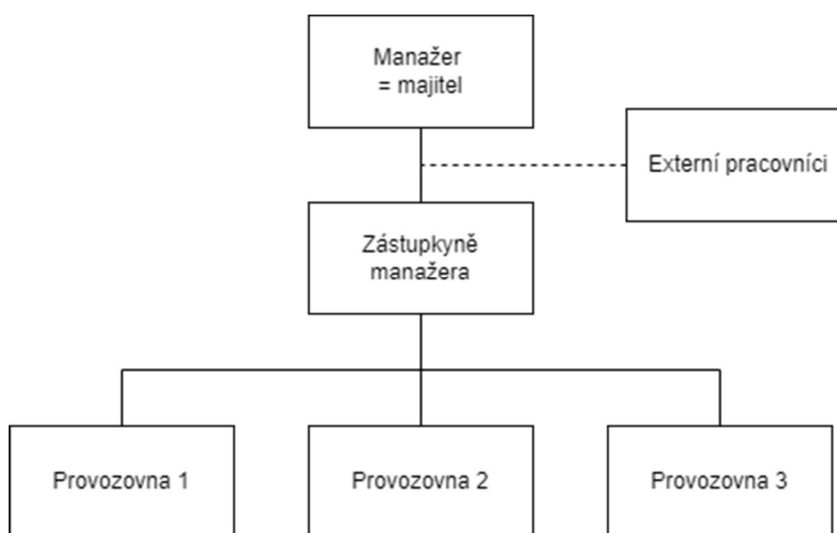 Manažer
= majitel
Externí pracovníci
Zástupkyně
manažera
Provozovna 1
Provozovna 2
Provozovna 3